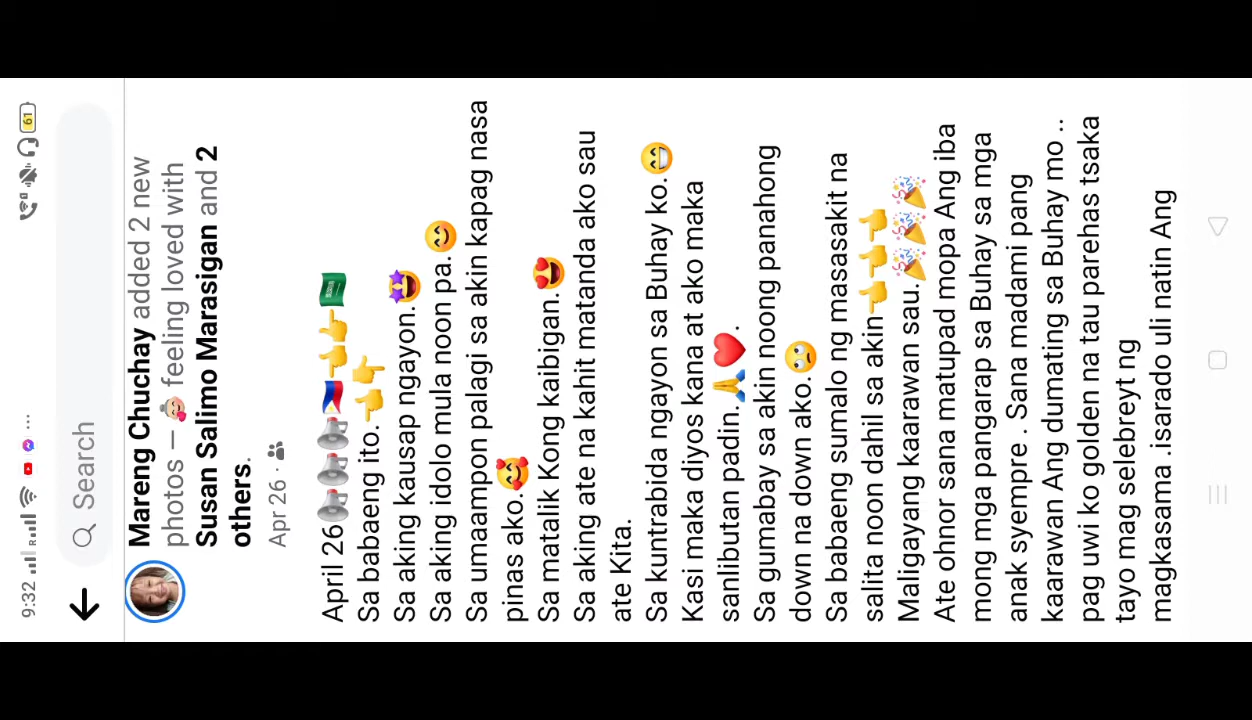 9:32
61
Search
Mareng Chuchay added 2 new
photos — 🥰 feeling loved with
Susan Salimo Marasigan and 2
others.
Apr 26 ·
April 26📢📢📢🇵🇭👈👍🇸🇦
Sa babaeng ito.👈👉
Sa aking kausap ngayon.🤩
Sa aking idolo mula noon pa.😊
Sa umaampon palagi sa akin kapag nasa
pinas ako.🥰
Sa matalik Kong kaibigan.😍
Sa aking ate na kahit matanda ako sau
ate Kita.
Sa kuntrabida ngayon sa Buhay ko.😁
Kasi maka diyos kana at ako maka
sanlibutan padin.🙏❤️.
Sa gumabay sa akin noong panahong
down na down ako.🙄
Sa babaeng sumalo ng masasakit na
salita noon dahil sa akin👈👈👈
Maligayang kaarawan sau.🎉🎉🎉
Ate ohnor sana matupad mopa Ang iba
mong mga pangarap sa Buhay sa mga
anak syempre . Sana madami pang
kaarawan Ang dumating sa Buhay mo ..
pag uwi ko golden na tau parehas tsaka
tayo mag selebreyt ng
magkasama .isarado uli natin Ang